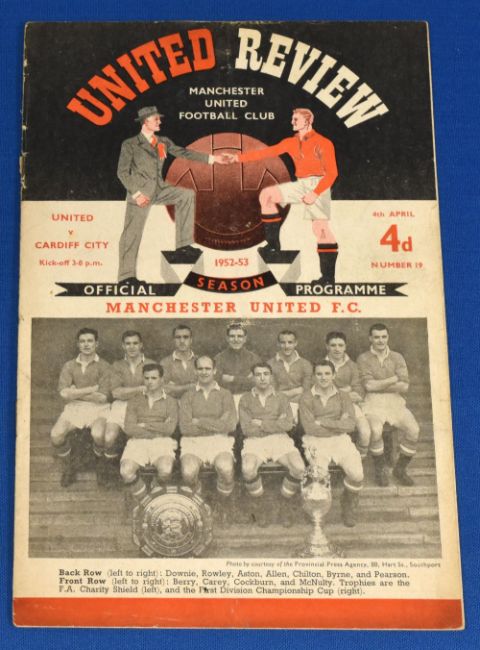 UNITED REVIEW
MANCHESTER
UNITED
FOOTBALL CLUB
UNITED
v
CARDIFF CITY
Kick-off 3-0 p.m.
4th APRIL
4d
NUMBER 19
1952-53
SEASON
OFFICIAL PROGRAMME
MANCHESTER UNITED F.C.
Photo by courtesy of the Provincial Press Agency, 88, Hart St., Southport
Back Row (left to right): Downie, Rowley, Aston, Allen, Chilton, Byrne, and Pearson.
Front Row (left to right): Berry, Carey, Cockburn, and McNulty. Trophies are the
F.A. Charity Shield (left), and the First Division Championship Cup (right).